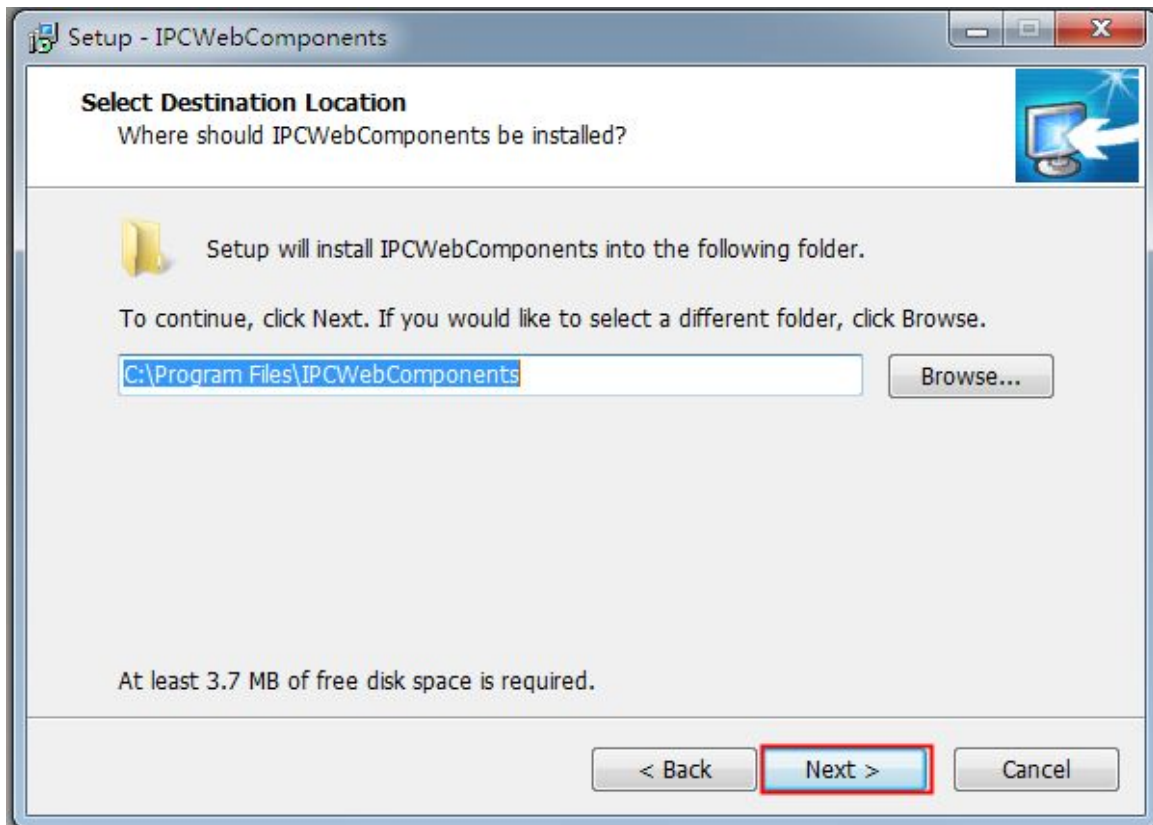 Setup - IPCWebComponents
Select Destination Location
Where should IPCWebComponents be installed?
Setup will install IPCWebComponents into the following folder.
To continue, click Next. If you would like to select a different folder, click Browse.
C:\Program Files\IPCWebComponents
Browse...
At least 3.7 MB of free disk space is required.
< Back
Next >
Cancel